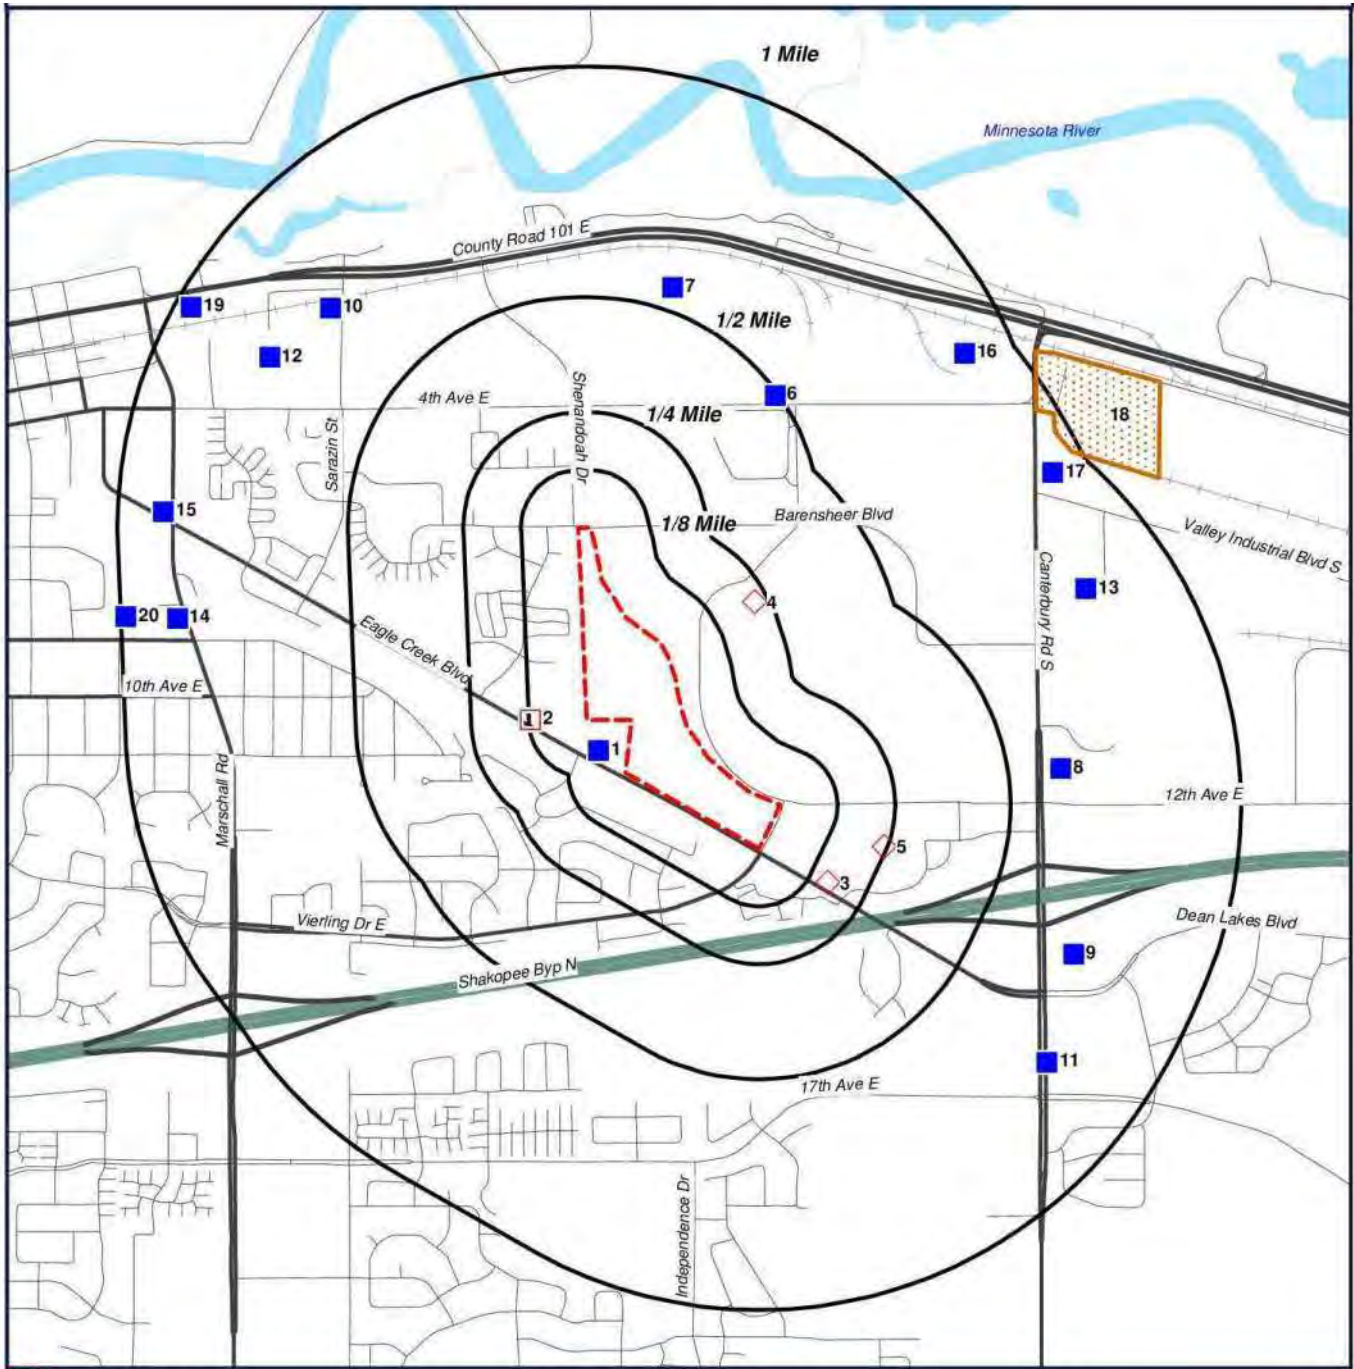 1 Mile
Minnesota River
County Road 101 E
7
19
10
1/2 Mile
12
16
Shenandoah Dr
4th Ave E
6
1/4 Mile
18
Sarazin St
17
15
1/8 Mile
Barensheer Blvd
Valley Industrial Blvd S
13
4
Canterbury Rd S
20
14
Eagle Creek Blvd
10th Ave E
2
1
8
Marschall Rd
12th Ave E
5
3
Vierling Dr E
Dean Lakes Blvd
9
Shakopee Byp N
11
17th Ave E
Independence Dr